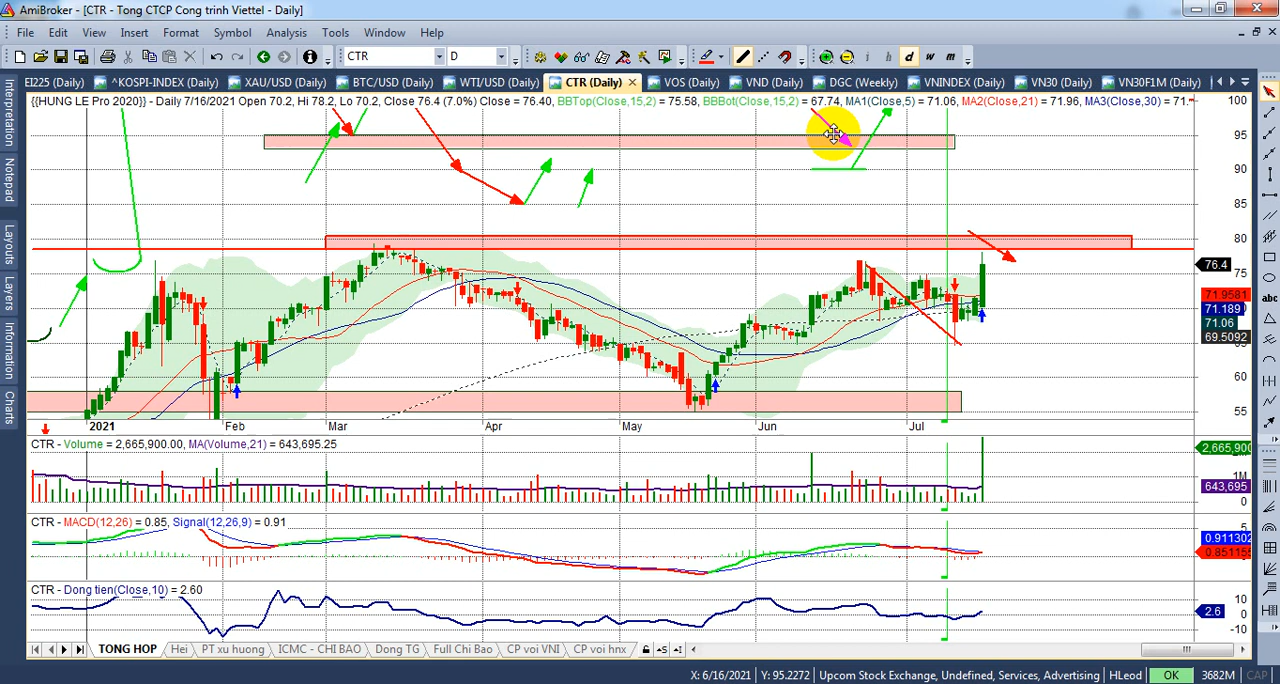 AmiBroker - [CTR - Tong CTCP Cong trinh Viettel - Daily]
File Edit View Insert Format Symbol Analysis Tools Window Help
CTR D i h d w m
EI225 (Daily) ^KOSPI-INDEX (Daily) XAU/USD (Daily) BTC/USD (Daily) WTI/USD (Daily) CTR (Daily) VOS (Daily) VND (Daily) DGC (Weekly) VNINDEX (Daily) VN30 (Daily) VN30F1M (Daily)
Interpretation
Notepad
Layouts
Layers
Information
Charts
{{HUNG LE Pro 2020}} - Daily 7/16/2021 Open 70.2, Hi 78.2, Lo 70.2, Close 76.4 (7.0%) Close = 76.40, BBTop(Close,15,2) = 75.58, BBBot(Close,15,2) = 67.74, MA1(Close,5) = 71.06, MA2(Close,21) = 71.96, MA3(Close,30) = 71.
100
95
90
85
80
76.4
75
71.9581
71.189
71.06
69.5092
60
55
2021 Feb Mar Apr May Jun Jul
CTR - Volume = 2,665,900.00, MA(Volume,21) = 643,695.25
2,665,900
1M
643,695
0
CTR - MACD(12,26) = 0.85, Signal(12,26,9) = 0.91
5
0.911302
0.851155
CTR - Dong tien(Close,10) = 2.60
10
2.6
0
-10
TONG HOP Hei PT xu huong ICMC - CHI BAO Dong TG Full Chi Bao CP voi VNI CP voi hnx
X: 6/16/2021 Y: 95.2272 Upcom Stock Exchange, Undefined, Services, Advertising HLeod OK 3682M CAP
abc